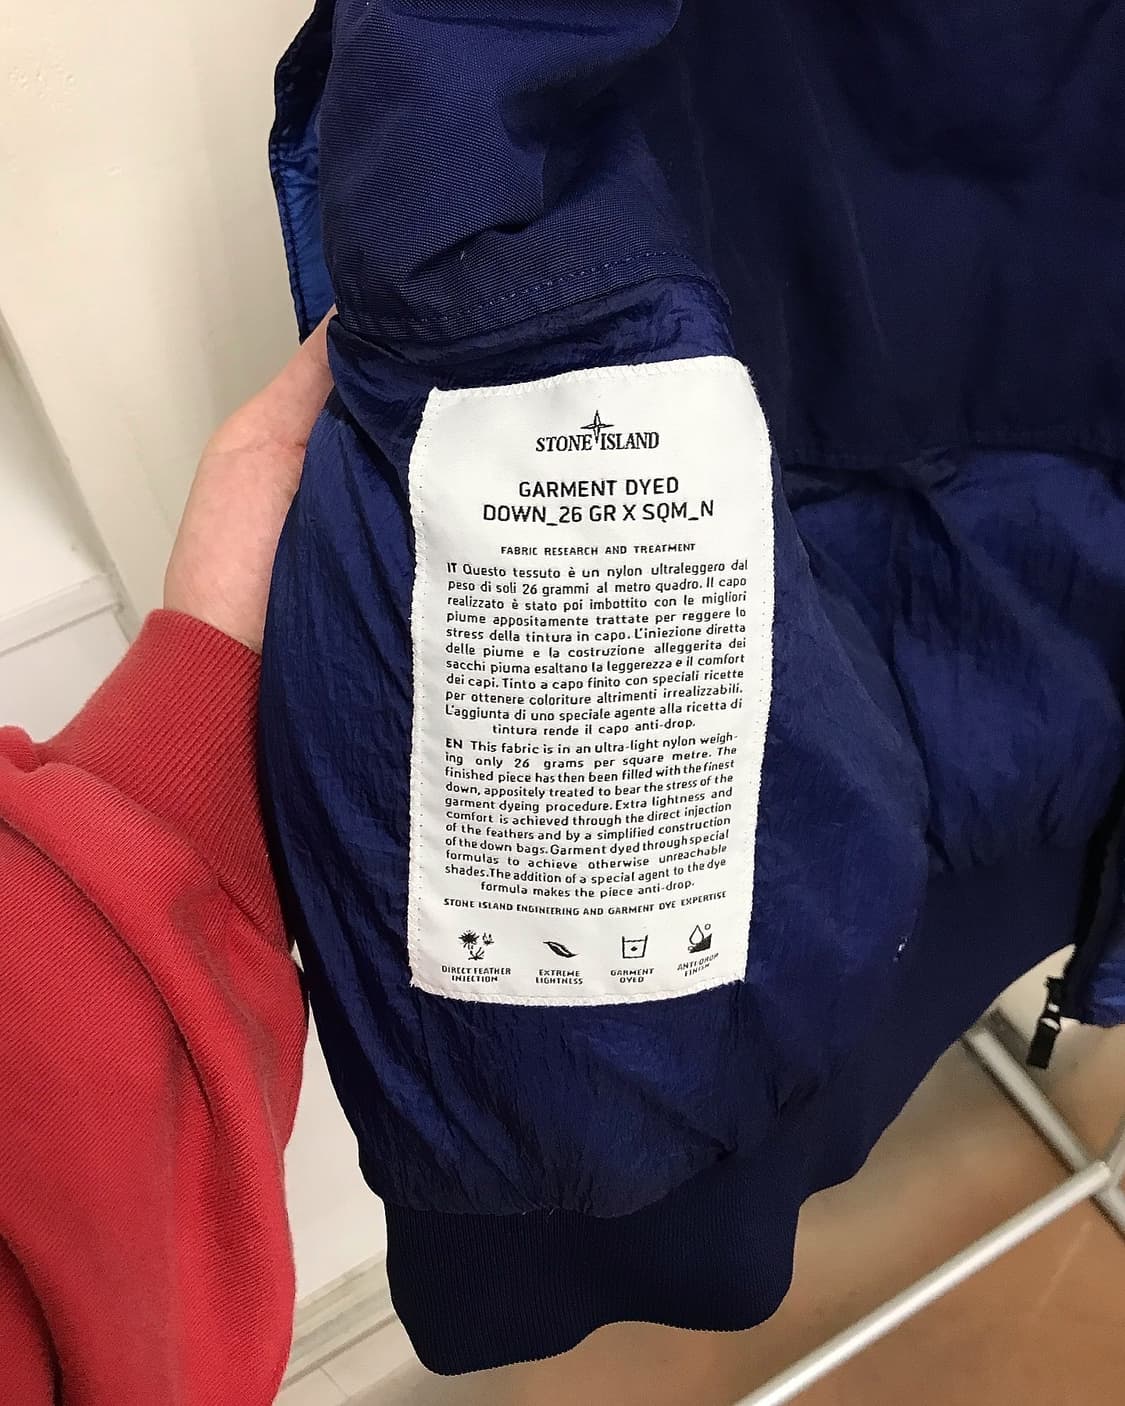 STONE ISLAND
GARMENT DYED
DOWN_26 GR X SQM_N
FABRIC RESEARCH AND TREATMENT
IT Questo tessuto è un nylon ultraleggero dal
peso di soli 26 grammi al metro quadro. Il capo
realizzato è stato poi imbottito con le migliori
piume appositamente trattate per reggere lo
stress della tintura in capo. L'iniezione diretta
delle piume e la costruzione alleggerita dei
sacchi piuma esaltano la leggerezza e il comfort
dei capi. Tinto a capo finito con speciali ricette
per ottenere coloriture altrimenti irrealizzabili.
L'aggiunta di uno speciale agente alla ricetta di
tintura rende il capo anti-drop.
EN This fabric is in an ultra-light nylon weigh-
ing only 26 grams per square metre. The
finished piece has then been filled with the finest
down, appositely treated to bear the stress of the
garment dyeing procedure. Extra lightness and
comfort is achieved through the direct injection
of the feathers and by a simplified construction
of the down bags. Garment dyed through special
formulas to achieve otherwise unreachable
shades. The addition of a special agent to the dye
formula makes the piece anti-drop.
STONE ISLAND ENGINEERING AND GARMENT DYE EXPERTISE
DIRECT FEATHER
INJECTION
EXTREME
LIGHTNESS
GARMENT
DYED
ANTI-DROP
FINISH